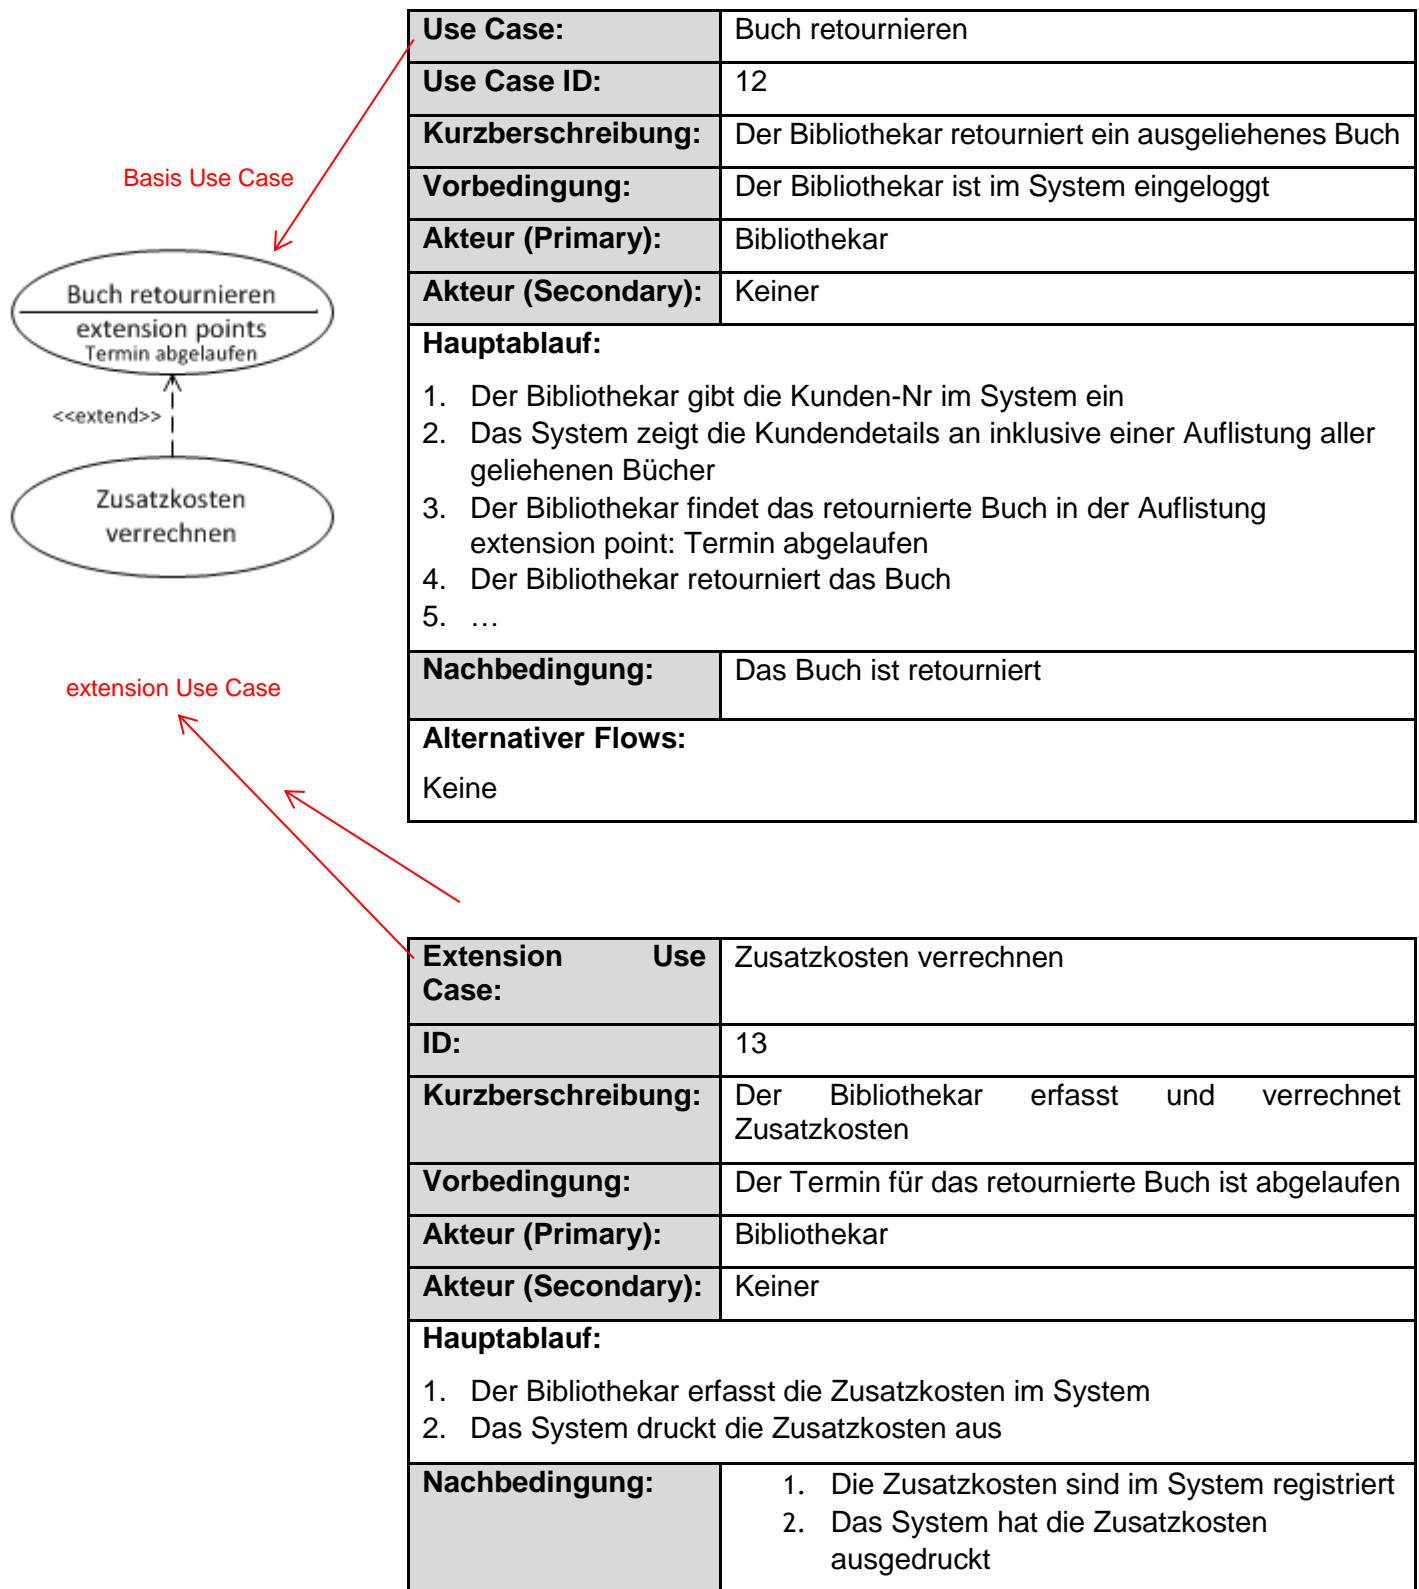 Basis Use Case
Buch retournieren
extension points
Termin abgelaufen
<<extend>>
Zusatzkosten
verrechnen
extension Use Case
Use Case: Buch retournieren
Use Case ID: 12
Kurzberschreibung: Der Bibliothekar retourniert ein ausgeliehenes Buch
Vorbedingung: Der Bibliothekar ist im System eingeloggt
Akteur (Primary): Bibliothekar
Akteur (Secondary): Keiner
Hauptablauf:
1. Der Bibliothekar gibt die Kunden-Nr im System ein
2. Das System zeigt die Kundendetails an inklusive einer Auflistung aller
geliehenen Bücher
3. Der Bibliothekar findet das retournierte Buch in der Auflistung
extension point: Termin abgelaufen
4. Der Bibliothekar retourniert das Buch
5. …
Nachbedingung: Das Buch ist retourniert
Alternativer Flows:
Keine
Extension Use
Case:
Zusatzkosten verrechnen
ID: 13
Kurzberschreibung: Der Bibliothekar erfasst und verrechnet
Zusatzkosten
Vorbedingung: Der Termin für das retournierte Buch ist abgelaufen
Akteur (Primary): Bibliothekar
Akteur (Secondary): Keiner
Hauptablauf:
1. Der Bibliothekar erfasst die Zusatzkosten im System
2. Das System druckt die Zusatzkosten aus
Nachbedingung: 1. Die Zusatzkosten sind im System registriert
2. Das System hat die Zusatzkosten
ausgedruckt